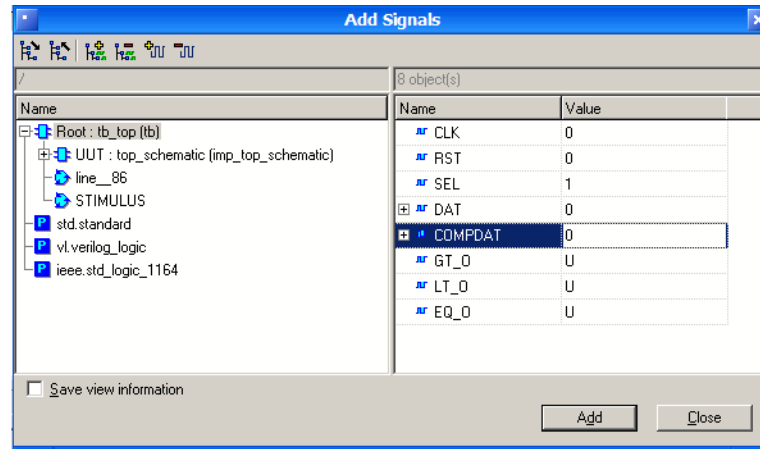 Add Signals
/
8 object(s)
Name
Root : tb_top (tb)
UUT : top_schematic (imp_top_schematic)
line__86
STIMULUS
P std.standard
P vl.verilog_logic
P ieee.std_logic_1164
Name Value
CLK 0
RST 0
SEL 1
DAT 0
COMPDAT 0
GT_O U
LT_O U
EQ_O U
Save view information
Add Close